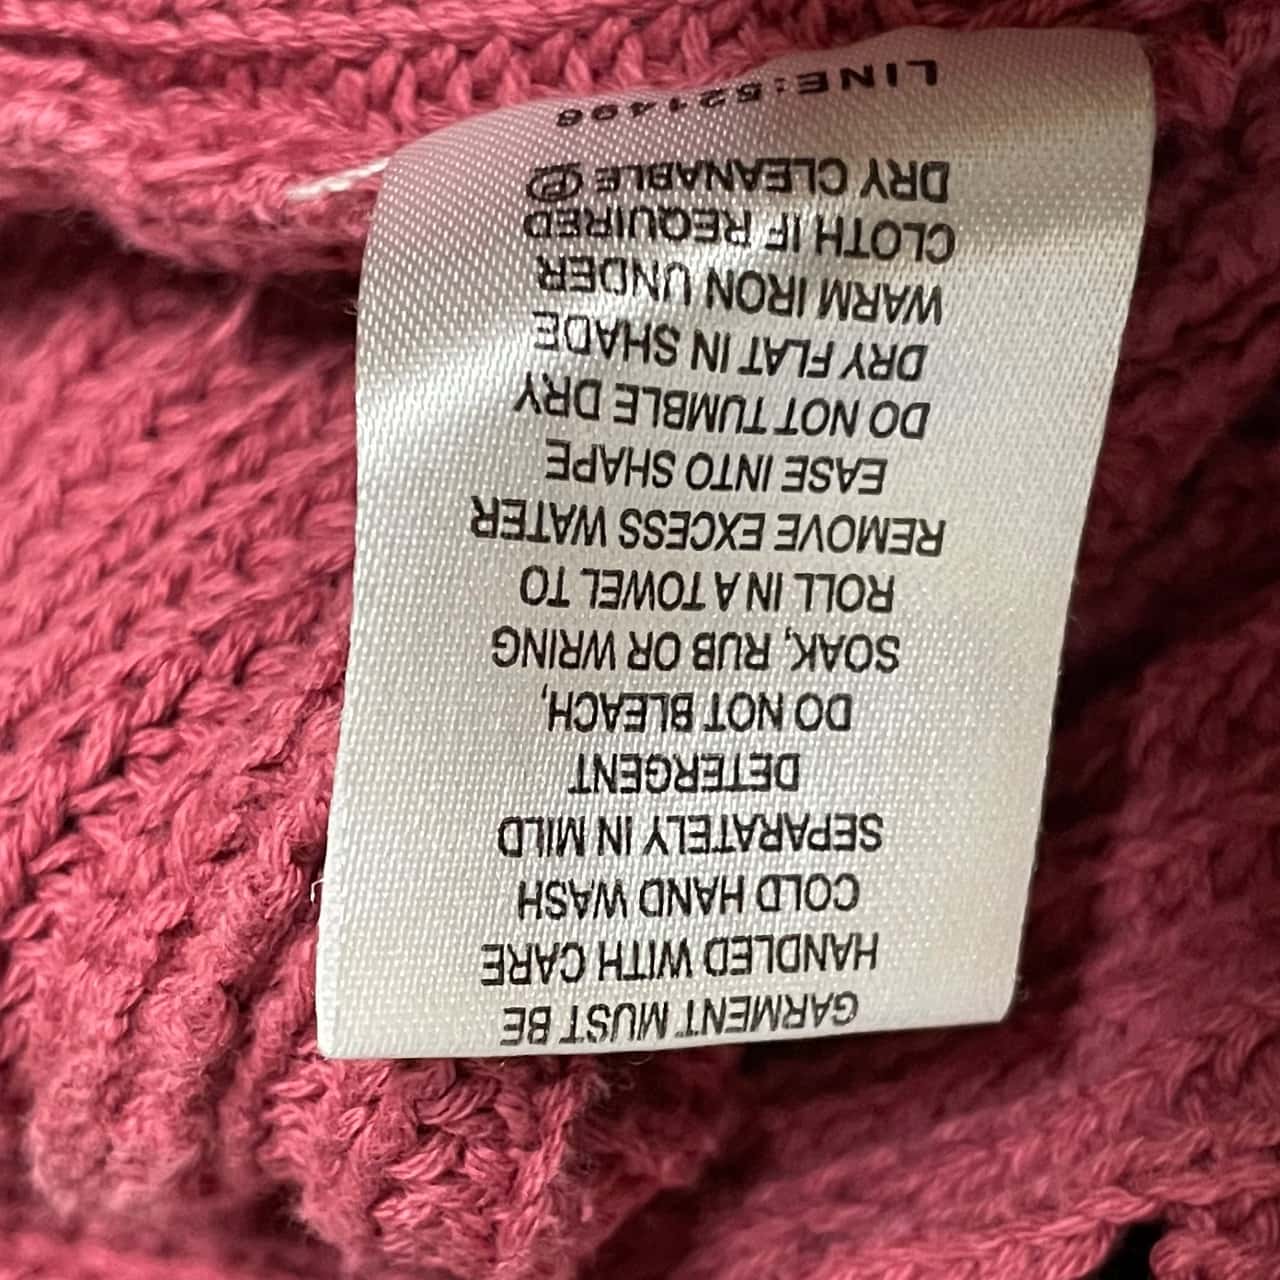 GARMENT MUST BE
HANDLED WITH CARE
COLD HAND WASH
SEPARATELY IN MILD
DETERGENT
DO NOT BLEACH,
SOAK, RUB OR WRING
ROLL IN A TOWEL TO
REMOVE EXCESS WATER
EASE INTO SHAPE
DO NOT TUMBLE DRY
DRY FLAT IN SHADE
WARM IRON UNDER
CLOTH IF REQUIRED
DRY CLEANABLE Ⓟ
LINE:521496